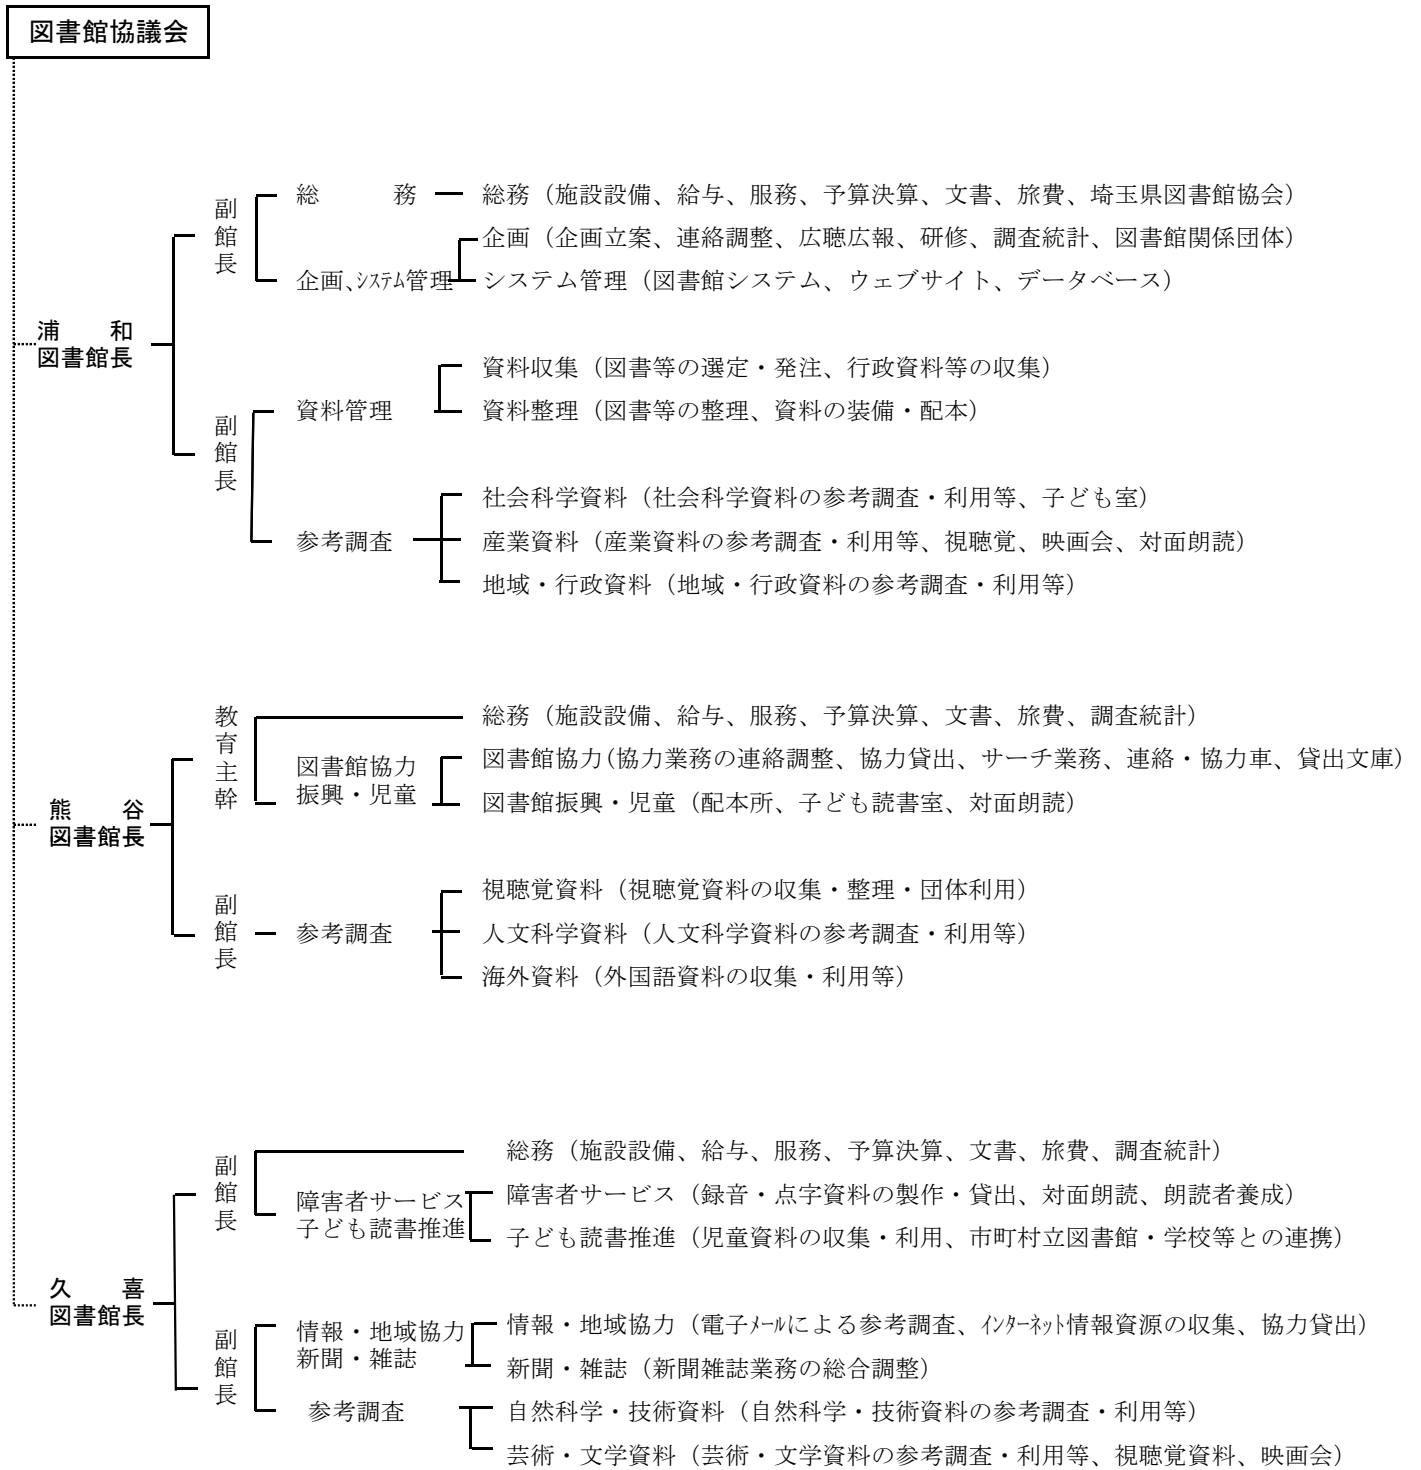 図書館協議会
副館長
総　　　務
総務（施設設備、給与、服務、予算決算、文書、旅費、埼玉県図書館協会）
企画（企画立案、連絡調整、広聴広報、研修、調査統計、図書館関係団体）
企画、システム管理
システム管理（図書館システム、ウェブサイト、データベース）
浦　　和
図書館長
副館長
資料管理
資料収集（図書等の選定・発注、行政資料等の収集）
資料整理（図書等の整理、資料の装備・配本）
参考調査
社会科学資料（社会科学資料の参考調査・利用等、子ども室）
産業資料（産業資料の参考調査・利用等、視聴覚、映画会、対面朗読）
地域・行政資料（地域・行政資料の参考調査・利用等）
熊　　谷
図書館長
教育主幹
総務（施設設備、給与、服務、予算決算、文書、旅費、調査統計）
図書館協力
振興・児童
図書館協力(協力業務の連絡調整、協力貸出、サーチ業務、連絡・協力車、貸出文庫)
図書館振興・児童（配本所、子ども読書室、対面朗読）
副館長
参考調査
視聴覚資料（視聴覚資料の収集・整理・団体利用）
人文科学資料（人文科学資料の参考調査・利用等）
海外資料（外国語資料の収集・利用等）
久　　喜
図書館長
副館長
総務（施設設備、給与、服務、予算決算、文書、旅費、調査統計）
障害者サービス
子ども読書推進
障害者サービス（録音・点字資料の製作・貸出、対面朗読、朗読者養成）
子ども読書推進（児童資料の収集・利用、市町村立図書館・学校等との連携）
副館長
情報・地域協力
新聞・雑誌
情報・地域協力（電子メールによる参考調査、インターネット情報資源の収集、協力貸出）
新聞・雑誌（新聞雑誌業務の総合調整）
参考調査
自然科学・技術資料（自然科学・技術資料の参考調査・利用等）
芸術・文学資料（芸術・文学資料の参考調査・利用等、視聴覚資料、映画会）